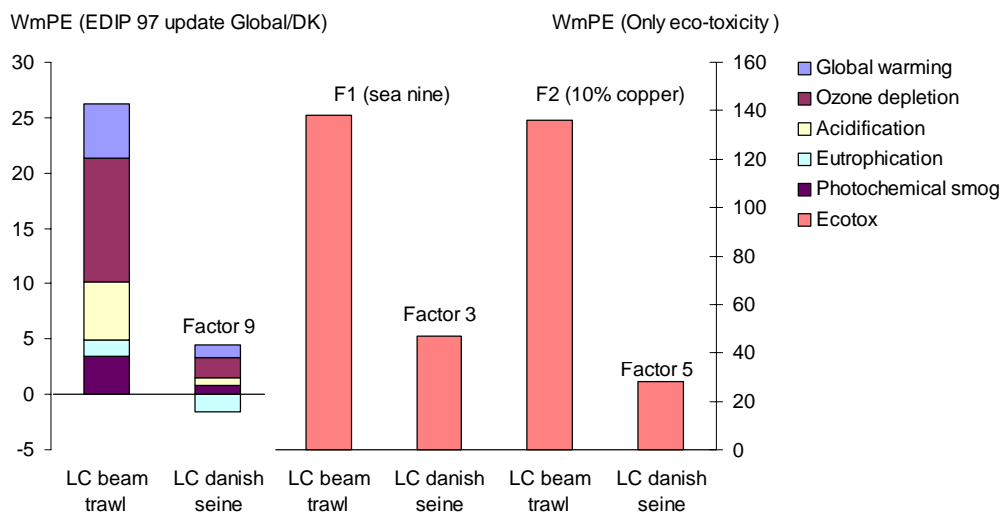 WmPE (EDIP 97 update Global/DK)
WmPE (Only eco-toxicity )
30
25
20
15
10
5
0
-5
F1 (sea nine)
F2 (10% copper)
Factor 9
Factor 3
Factor 5
160
140
120
100
80
60
40
20
0
Global warming
Ozone depletion
Acidification
Eutrophication
Photochemical smog
Ecotox
LC beam
trawl
LC danish
seine
LC beam
trawl
LC danish
seine
LC beam
trawl
LC danish
seine